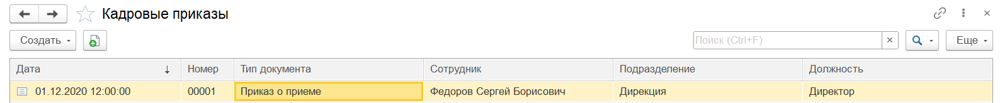 Кадровые приказы
Создать Поиск (Ctrl+F) Еще
Дата Номер Тип документа Сотрудник Подразделение Должность
01.12.2020 12:00:00 00001 Приказ о приеме Федоров Сергей Борисович Дирекция Директор